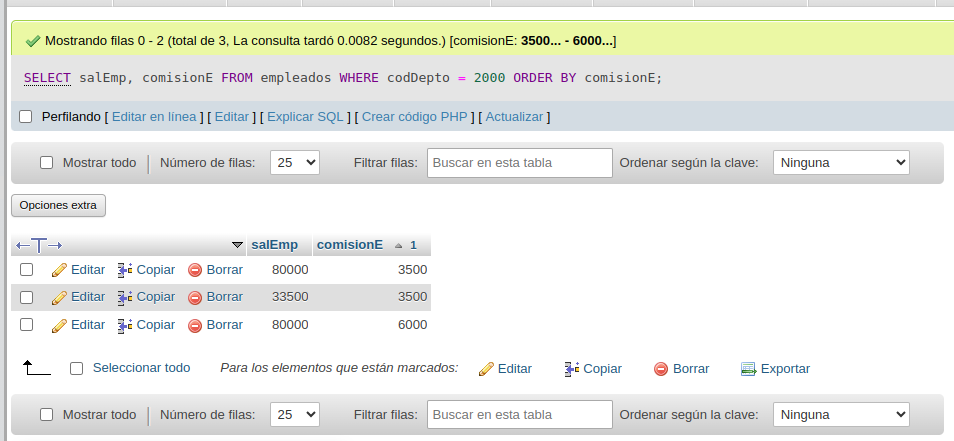 Mostrando filas 0 - 2 (total de 3, La consulta tardó 0.0082 segundos.) [comisionE: 3500... - 6000...]
SELECT salEmp, comisionE FROM empleados WHERE codDepto = 2000 ORDER BY comisionE;
Perfilando [ Editar en línea ] [ Editar ] [ Explicar SQL ] [ Crear código PHP ] [ Actualizar ]
Mostrar todo Número de filas: 25 Filtrar filas: Buscar en esta tabla Ordenar según la clave: Ninguna
Opciones extra
salEmp comisionE 1
Editar Copiar Borrar 80000 3500
Editar Copiar Borrar 33500 3500
Editar Copiar Borrar 80000 6000
Seleccionar todo Para los elementos que están marcados: Editar Copiar Borrar Exportar
Mostrar todo Número de filas: 25 Filtrar filas: Buscar en esta tabla Ordenar según la clave: Ninguna